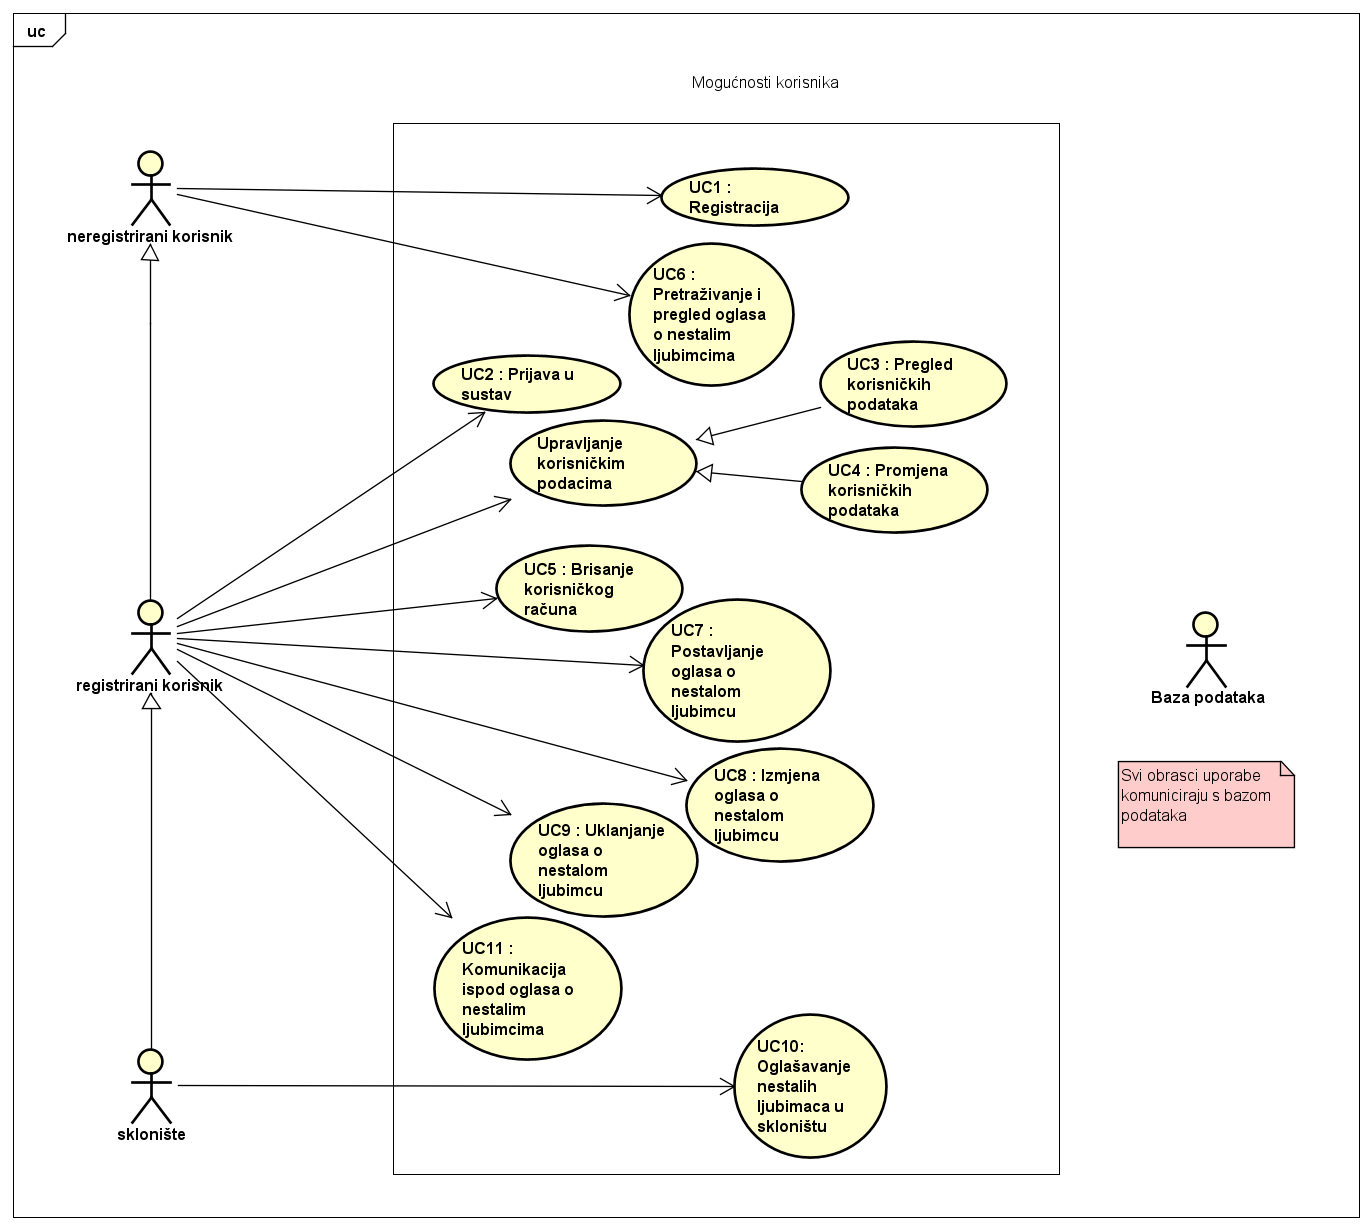 uc
Mogućnosti korisnika
neregistrirani korisnik
UC1 :
Registracija
UC6 :
Pretraživanje i
pregled oglasa
o nestalim
ljubimcima
UC2 : Prijava u
sustav
UC3 : Pregled
korisničkih
podataka
Upravljanje
korisničkim
podacima
UC4 : Promjena
korisničkih
podataka
UC5 : Brisanje
korisničkog
računa
registrirani korisnik
UC7 :
Postavljanje
oglasa o
nestalom
ljubimcu
Baza podataka
UC8 : Izmjena
oglasa o
nestalom
ljubimcu
Svi obrasci uporabe
komuniciraju s bazom
podataka
UC9 : Uklanjanje
oglasa o
nestalom
ljubimcu
UC11 :
Komunikacija
ispod oglasa o
nestalim
ljubimcima
UC10:
Oglašavanje
nestalih
ljubimaca u
skloništu
sklonište